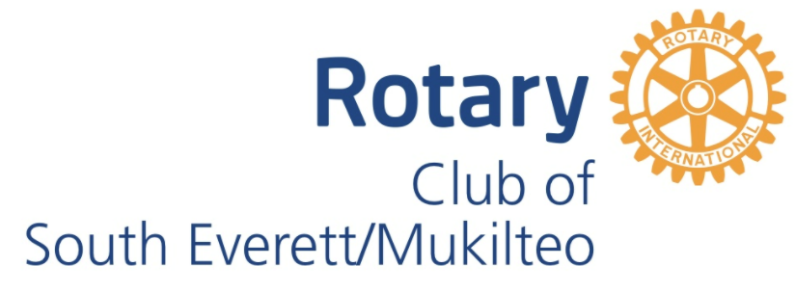 Rotary
Club of
South Everett/Mukilteo
ROTARY
INTERNATIONAL